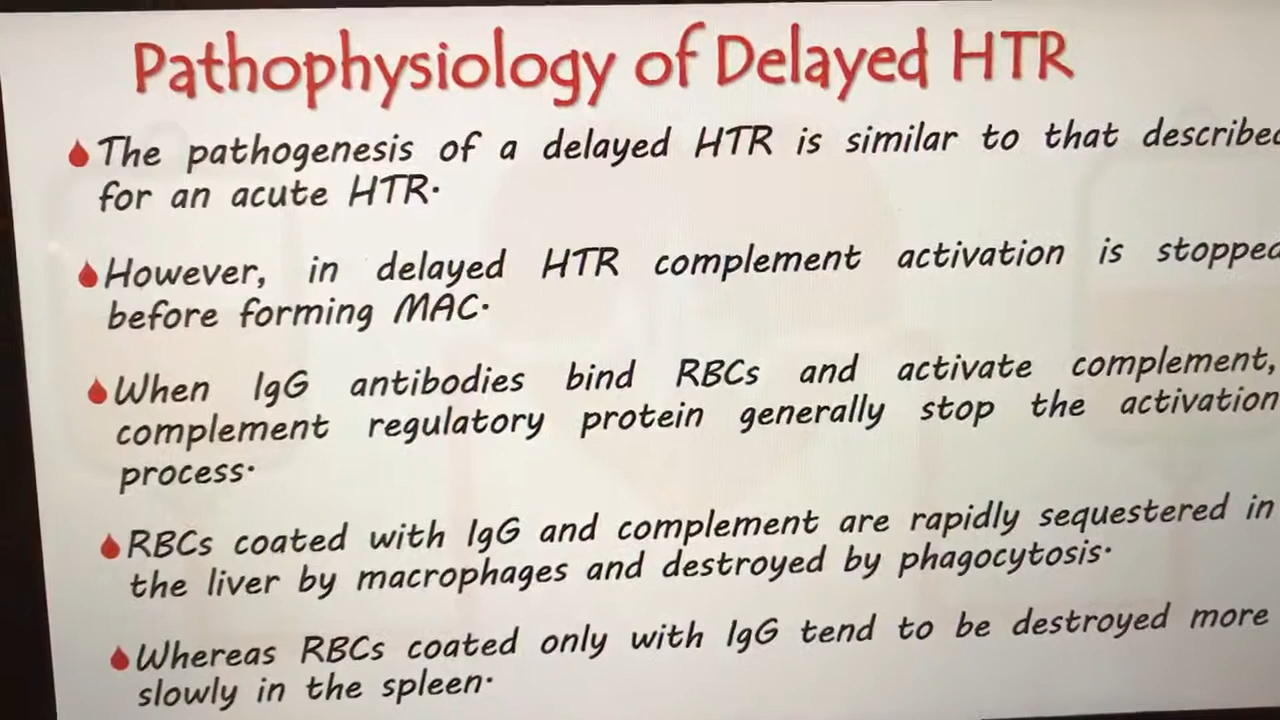 Pathophysiology of Delayed HTR
The pathogenesis of a delayed HTR is similar to that described
for an acute HTR.
However, in delayed HTR complement activation is stopped
before forming MAC.
When IgG antibodies bind RBCs and activate complement,
complement regulatory protein generally stop the activation
process.
RBCs coated with IgG and complement are rapidly sequestered in
the liver by macrophages and destroyed by phagocytosis.
Whereas RBCs coated only with IgG tend to be destroyed more
slowly in the spleen.